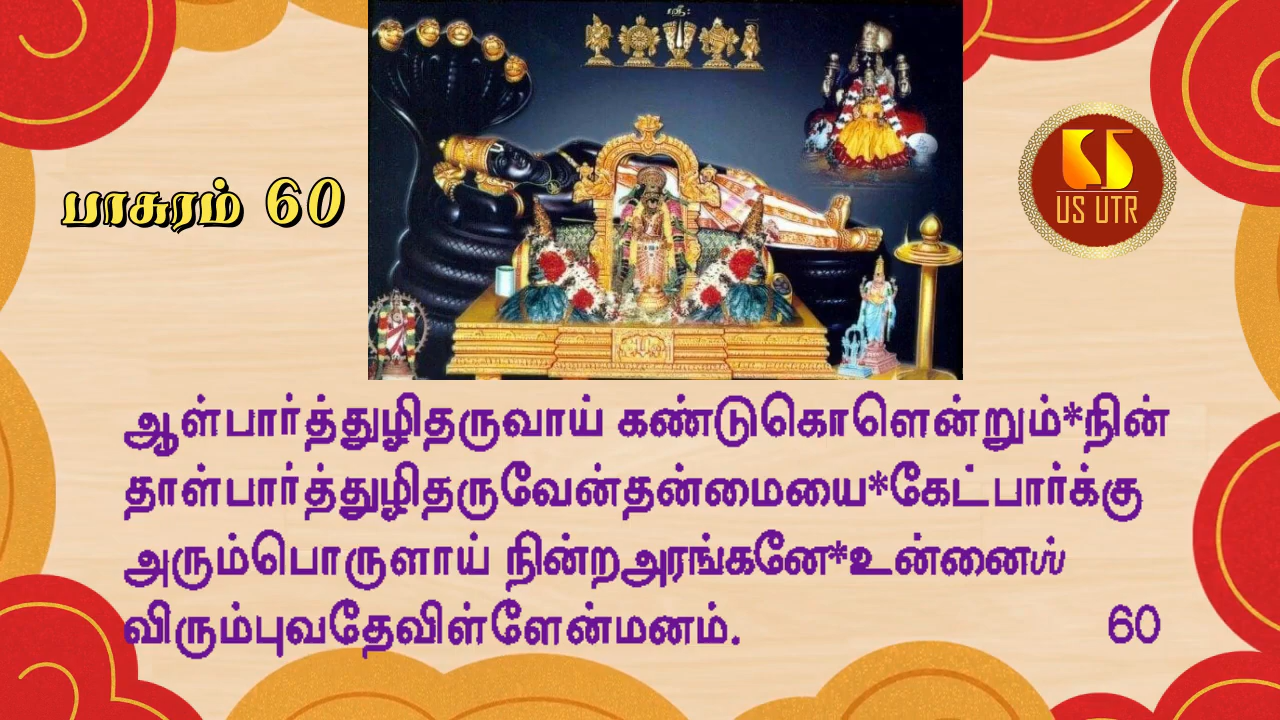 ஸ்ரீ:
பாசுரம் 60
US UTR
ஆள்பார்த்துழிதருவாய் கண்டுகொளென்றும்*நின்
தாள்பார்த்துழிதருவேன்தன்மையை*கேட்பார்க்கு
அரும்பொருளாய் நின்றஅரங்கனே*உன்னை
விரும்புவதேவிள்ளேன்மனம். 60